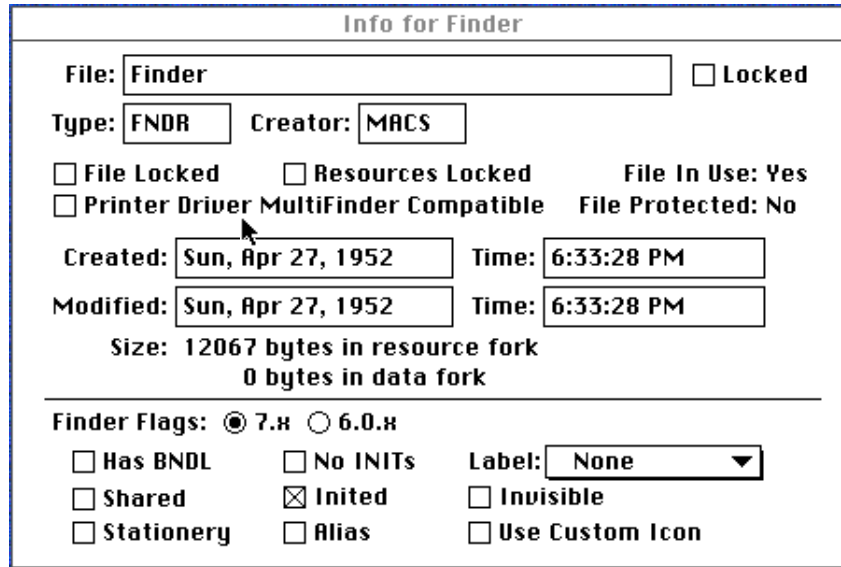 Info for Finder
File: Finder Locked
Type: FNDR Creator: MACS
File Locked Resources Locked File In Use: Yes
Printer Driver MultiFinder Compatible File Protected: No
Created: Sun, Apr 27, 1952 Time: 6:33:28 PM
Modified: Sun, Apr 27, 1952 Time: 6:33:28 PM
Size: 12067 bytes in resource fork
0 bytes in data fork
Finder Flags: 7.x 6.0.x
Has BNDL No INITs Label: None
Shared Inited Invisible
Stationery Alias Use Custom Icon